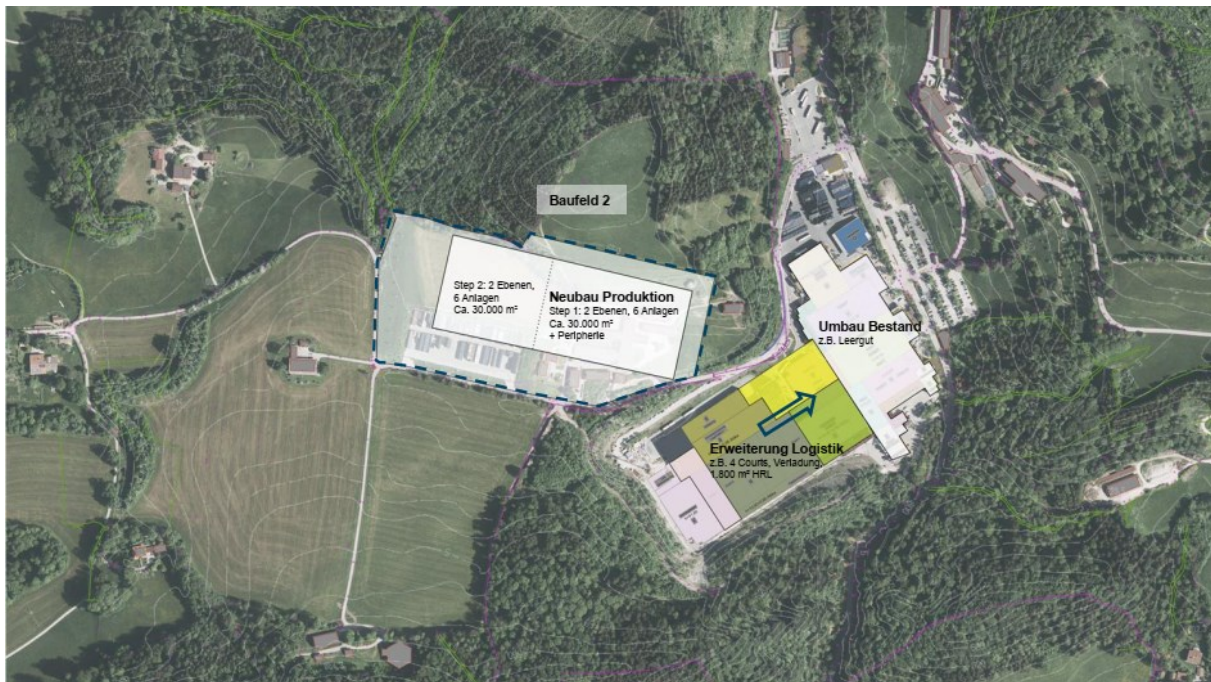 Baufeld 2
Step 2: 2 Ebenen,
6 Anlagen
Ca. 30.000 m²
Neubau Produktion
Step 1: 2 Ebenen, 6 Anlagen
Ca. 30.000 m²
+ Peripherie
Umbau Bestand
z.B. Leergut
Erweiterung Logistik
z.B. 4 Courts, Verladung,
1.800 m² HRL